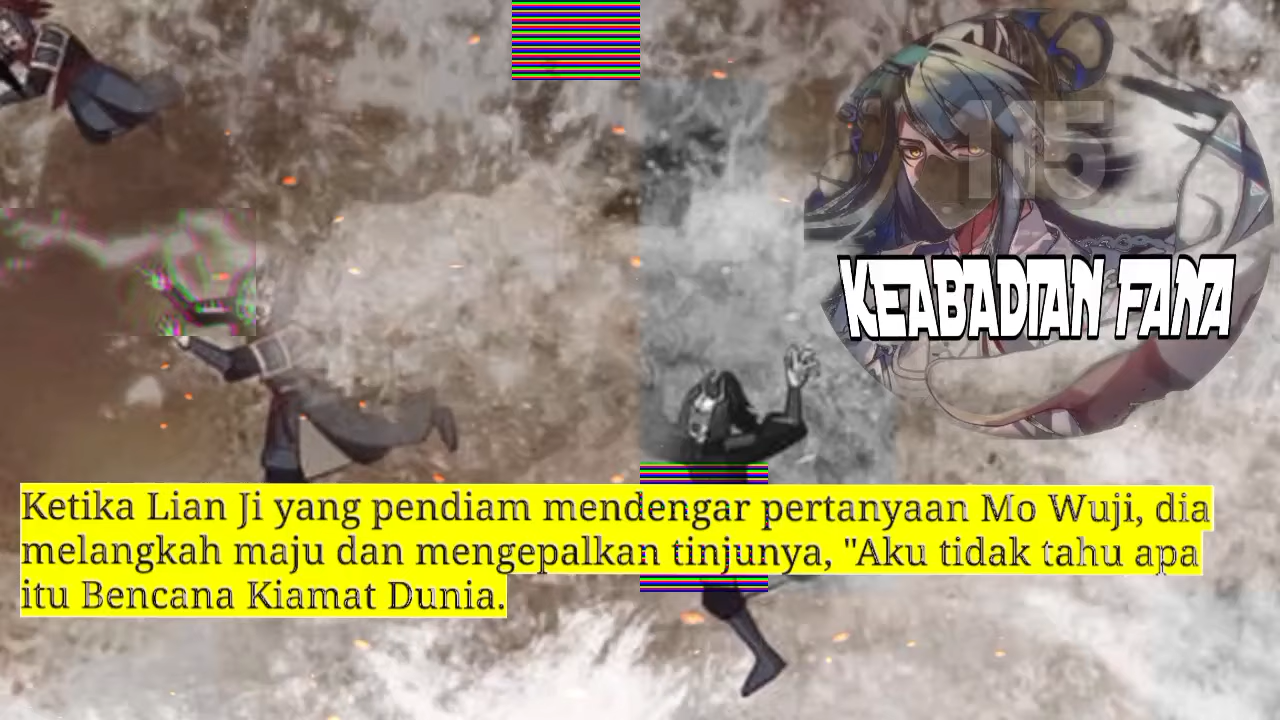 115
KEABADIAN FANA
Ketika Lian Ji yang pendiam mendengar pertanyaan Mo Wuji, dia
melangkah maju dan mengepalkan tinjunya, "Aku tidak tahu apa
itu Bencana Kiamat Dunia.